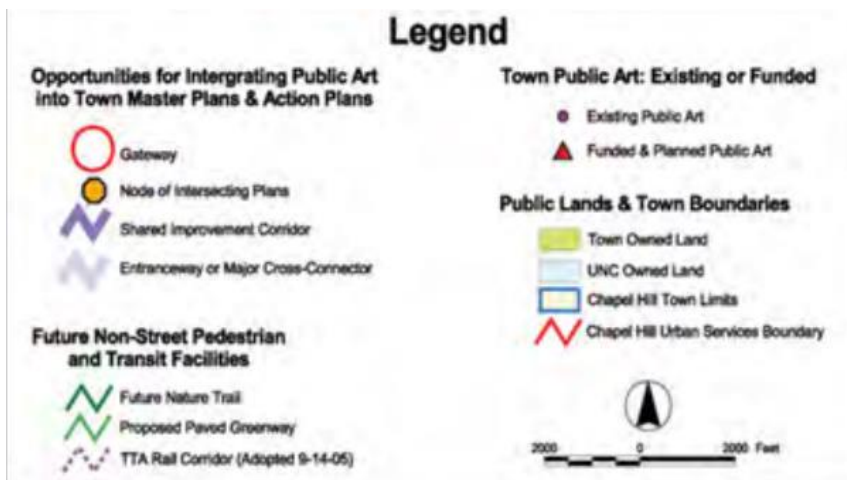 Legend
Opportunities for Intergrating Public Art
into Town Master Plans & Action Plans
Gateway
Node of Intersecting Plans
Shared Improvement Corridor
Entranceway or Major Cross-Connector
Future Non-Street Pedestrian
and Transit Facilities
Future Nature Trail
Proposed Paved Greenway
TTA Rail Corridor (Adopted 9-14-05)
Town Public Art: Existing or Funded
Existing Public Art
Funded & Planned Public Art
Public Lands & Town Boundaries
Town Owned Land
UNC Owned Land
Chapel Hill Town Limits
Chapel Hill Urban Services Boundary
2000 0 2000 Feet